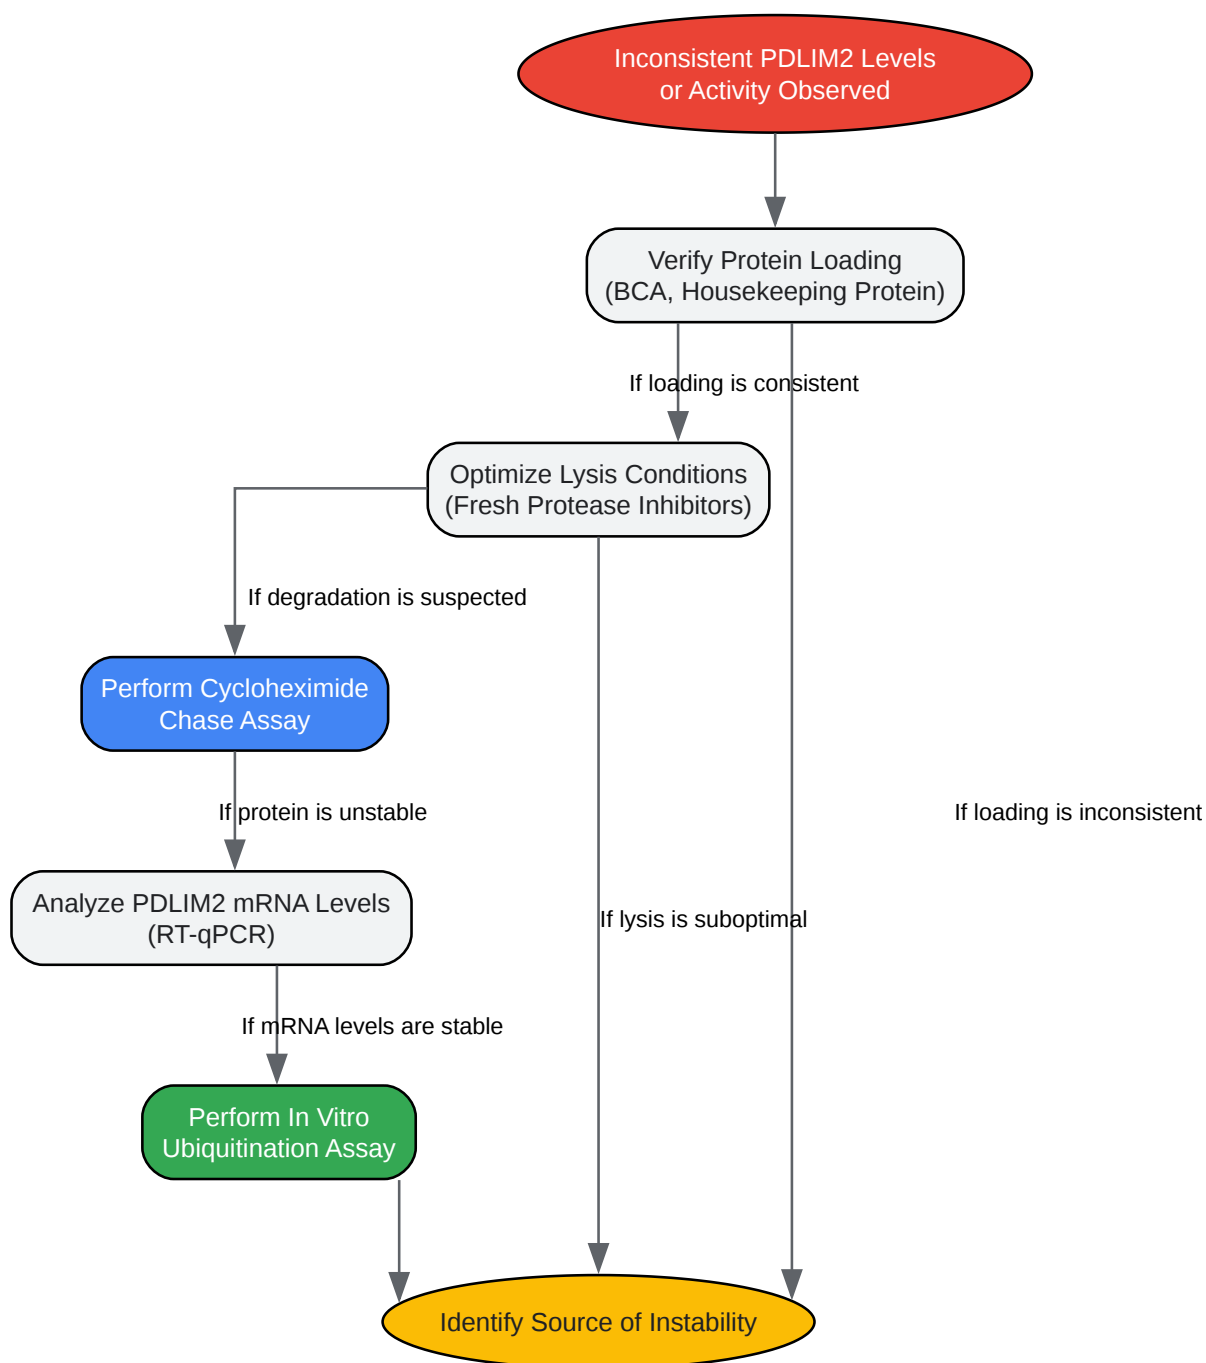 Inconsistent PDLIM2 Levels
or Activity Observed
Verify Protein Loading
(BCA, Housekeeping Protein)
If loading is consistent
Optimize Lysis Conditions
(Fresh Protease Inhibitors)
If degradation is suspected
Perform Cycloheximide
Chase Assay
If protein is unstable
If loading is inconsistent
Analyze PDLIM2 mRNA Levels
(RT-qPCR)
If lysis is suboptimal
If mRNA levels are stable
Perform In Vitro
Ubiquitination Assay
Identify Source of Instability